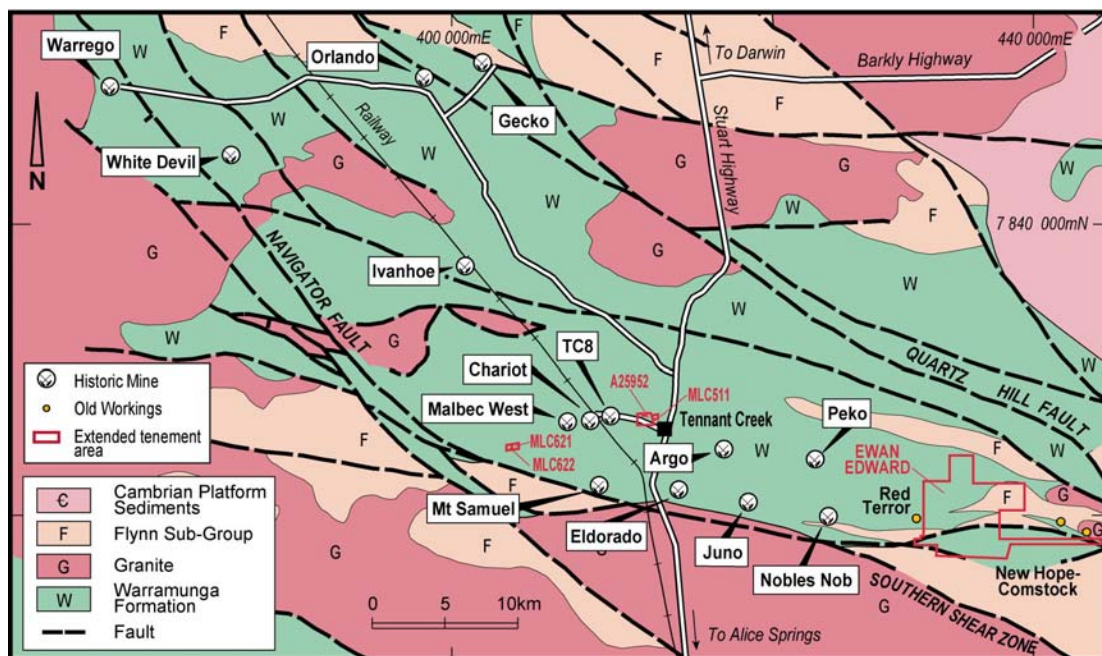 Warrego
Orlando
400 000mE
To Darwin
440 000mE
Barkly Highway
F
F
F
W
W
W
W
G
F
Railway
Gecko
Stuart Highway
White Devil
N
G
W
G
G
W
W
F
7 840 000mN
G
G
NAVIGATOR FAULT
Ivanhoe
W
W
W
G
QUARTZ HILL FAULT
TC8
Chariot
A25952
MLC511
Malbec West
Tennant Creek
Peko
W
Argo
MLC621
MLC622
EWAN
EDWARD
Red
Terror
F
G
G
F
Mt Samuel
Eldorado
Juno
Nobles Nob
New Hope-
Comstock
F
F
G
G
G
SOUTHERN SHEAR ZONE
F
To Alice Springs
0 5 10km
Historic Mine
Old Workings
Extended tenement
area
Є Cambrian Platform
Sediments
F Flynn Sub-Group
G Granite
W Warramunga
Formation
Fault